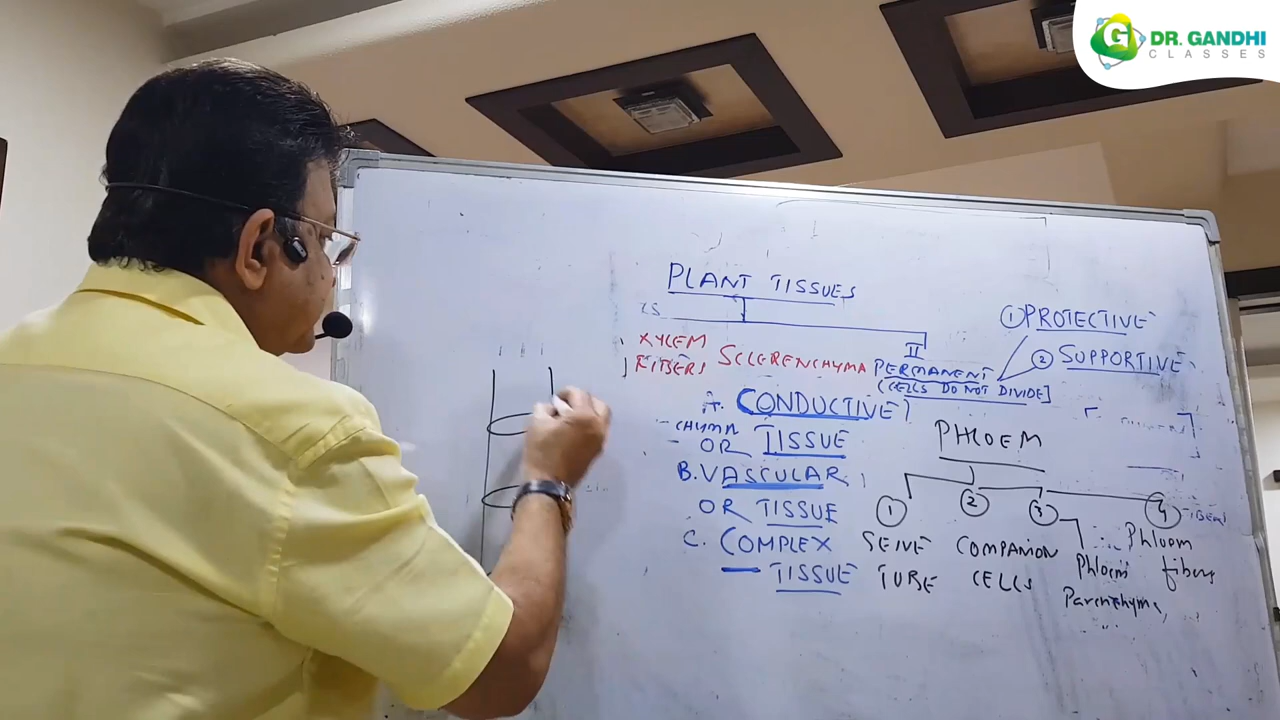 DR. GANDHI
CLASSES
PLANT TISSUES
① PROTECTIVE
② SUPPORTIVE
XYLEM
FIBERS
SCLERENCHYMA
II
PERMANENT
(CELLS DO NOT DIVIDE]
A. CONDUCTIVE
OR TISSUE
B. VASCULAR
OR TISSUE
C. COMPLEX
TISSUE
PHLOEM
① ② ③ ④
SEIVE
TUBE
COMPANION
CELLS
Phloem
Parenchyma
Phloem
fibers